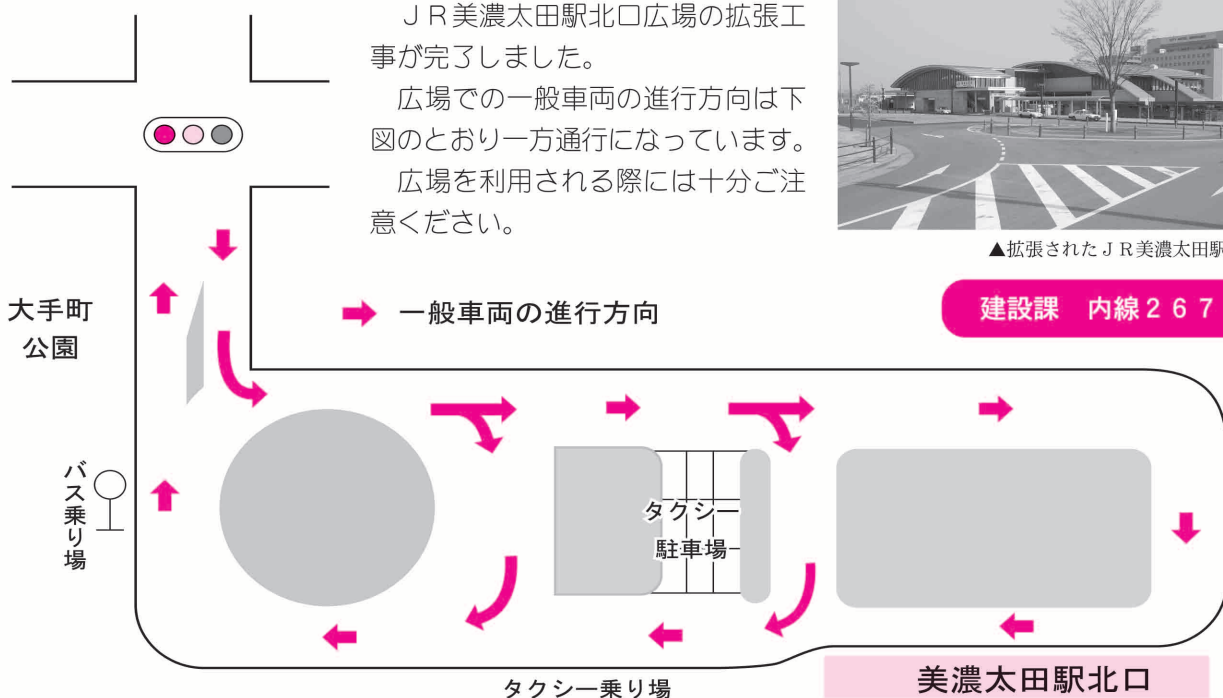 ＪＲ美濃太田駅北口広場の拡張工
事が完了しました。
広場での一般車両の進行方向は下
図のとおり一方通行になっています。
広場を利用される際には十分ご注
意ください。
▲拡張されたＪＲ美濃太田駅
建設課　内線２６７
一般車両の進行方向
大手町
公園
バス乗り場
タクシー
駐車場
タクシー乗り場
美濃太田駅北口